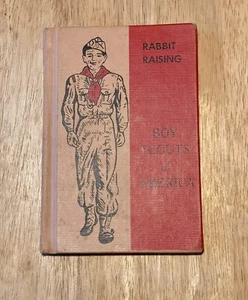 RABBIT
RAISING
BOY
SCOUTS
OF
AMERICA